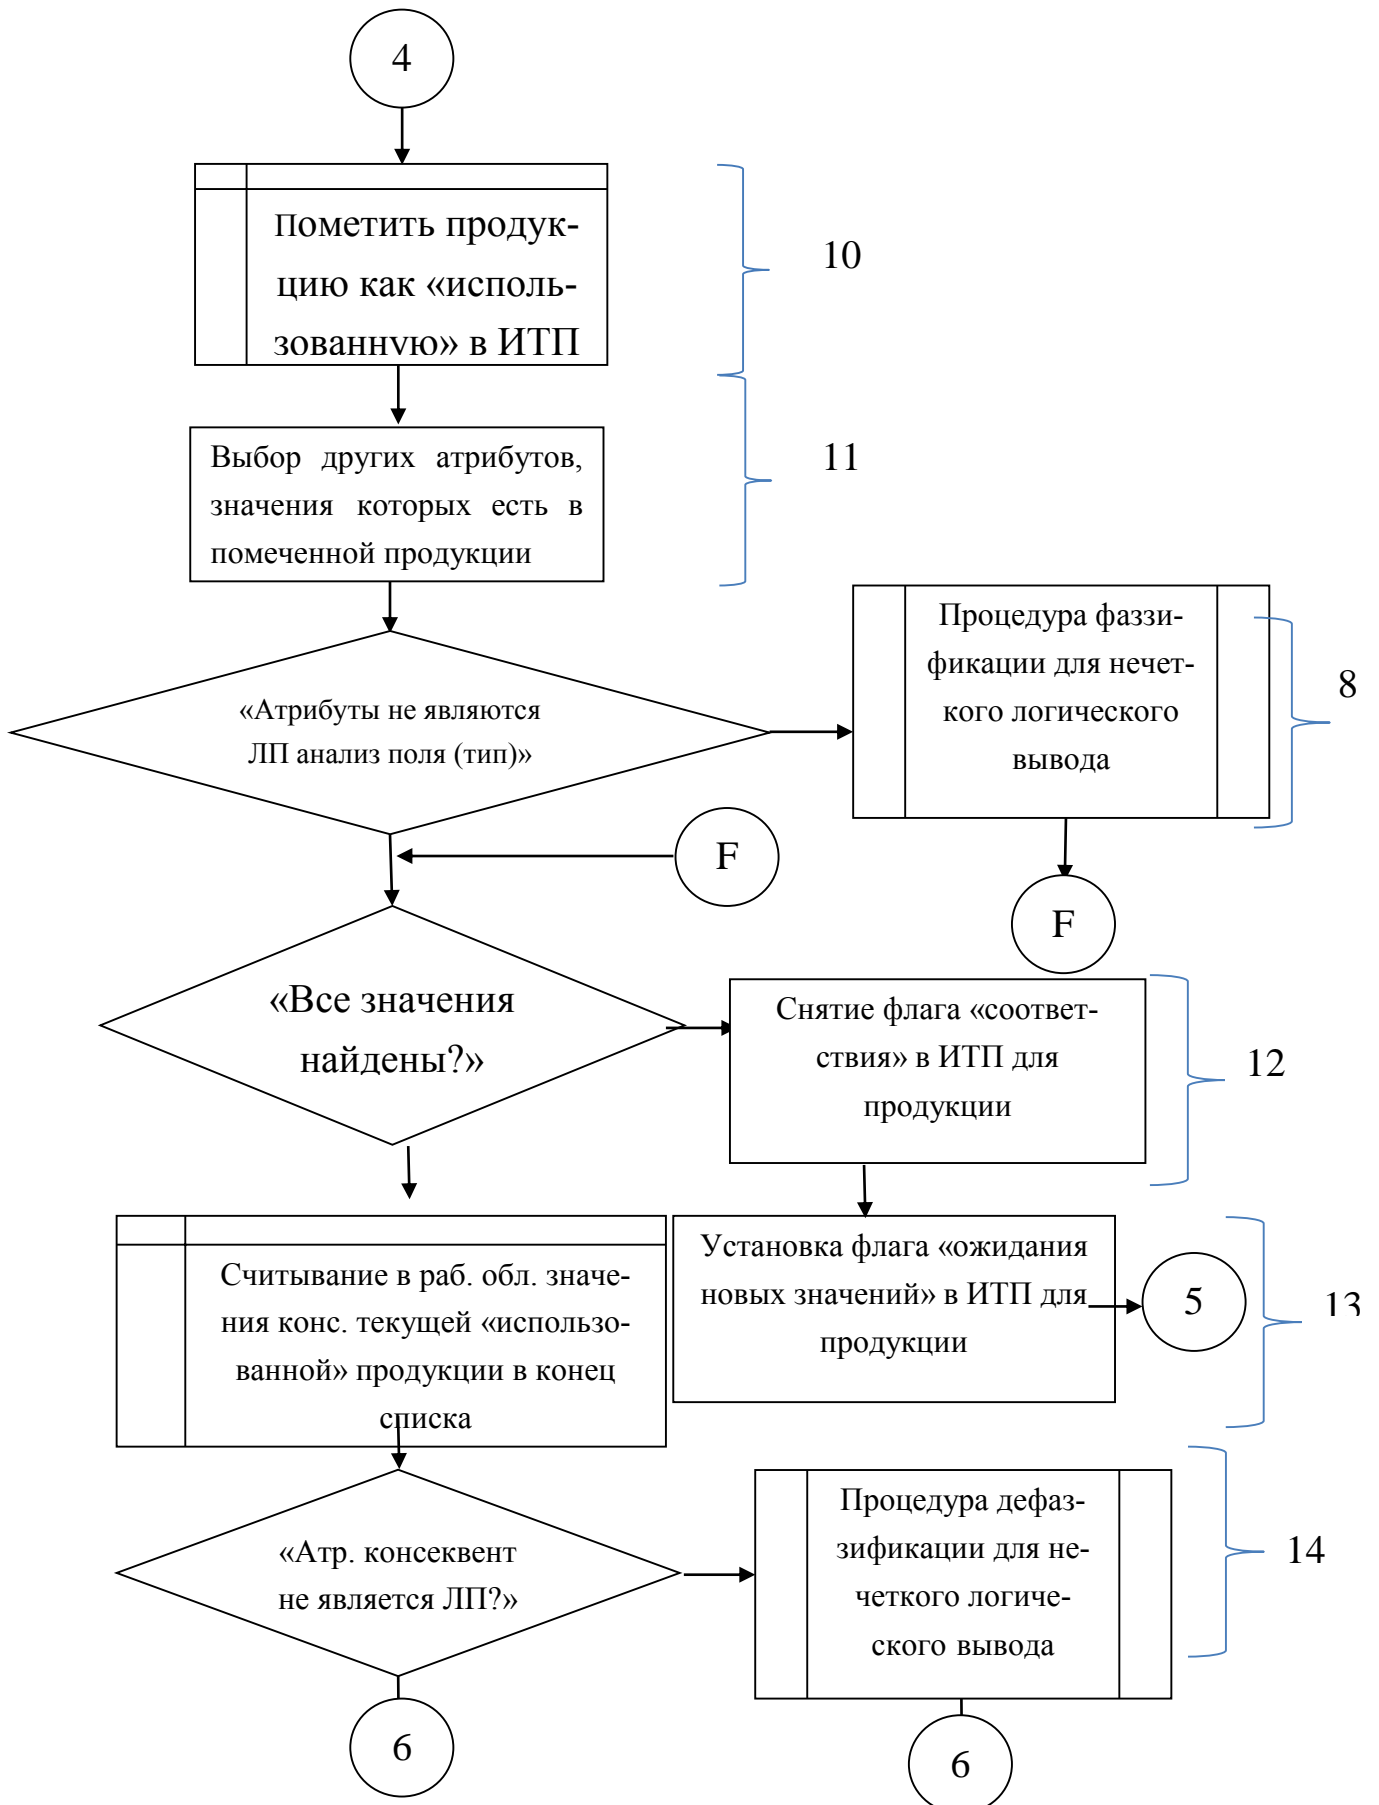 4
Пометить продук-
цию как «исполь-
зованную» в ИТП
10
Выбор других атрибутов,
значения которых есть в
помеченной продукции
11
«Атрибуты не являются
ЛП анализ поля (тип)»
Процедура фаззи-
фикации для нечет-
кого логического
вывода
8
F
F
«Все значения
найдены?»
Снятие флага «соответ-
ствия» в ИТП для
продукции
12
Считывание в раб. обл. значе-
ния конс. текущей «использо-
ванной» продукции в конец
списка
Установка флага «ожидания
новых значений» в ИТП для
продукции
5
13
«Атр. консеквент
не является ЛП?»
Процедура дефаз-
зификации для не-
четкого логиче-
ского вывода
14
6
6